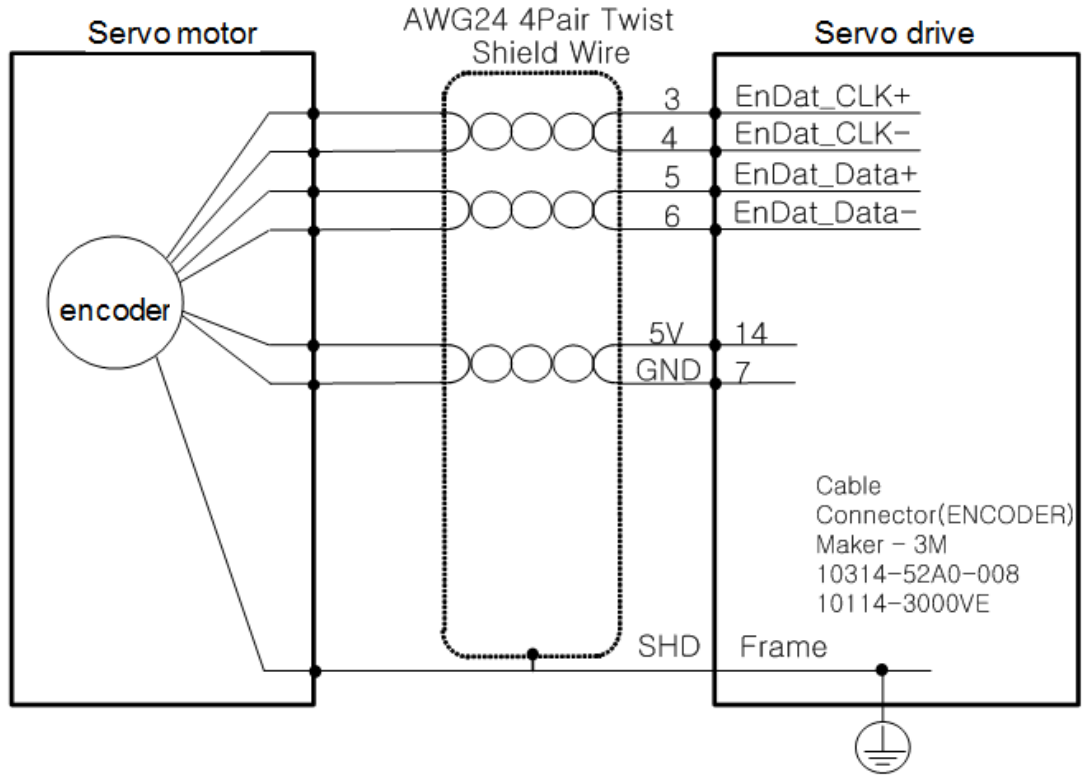 Servo motor
AWG24 4Pair Twist
Shield Wire
Servo drive
3 EnDat_CLK+
4 EnDat_CLK-
5 EnDat_Data+
6 EnDat_Data-
encoder
5V 14
GND 7
Cable
Connector(ENCODER)
Maker - 3M
10314-52A0-008
10114-3000VE
SHD Frame